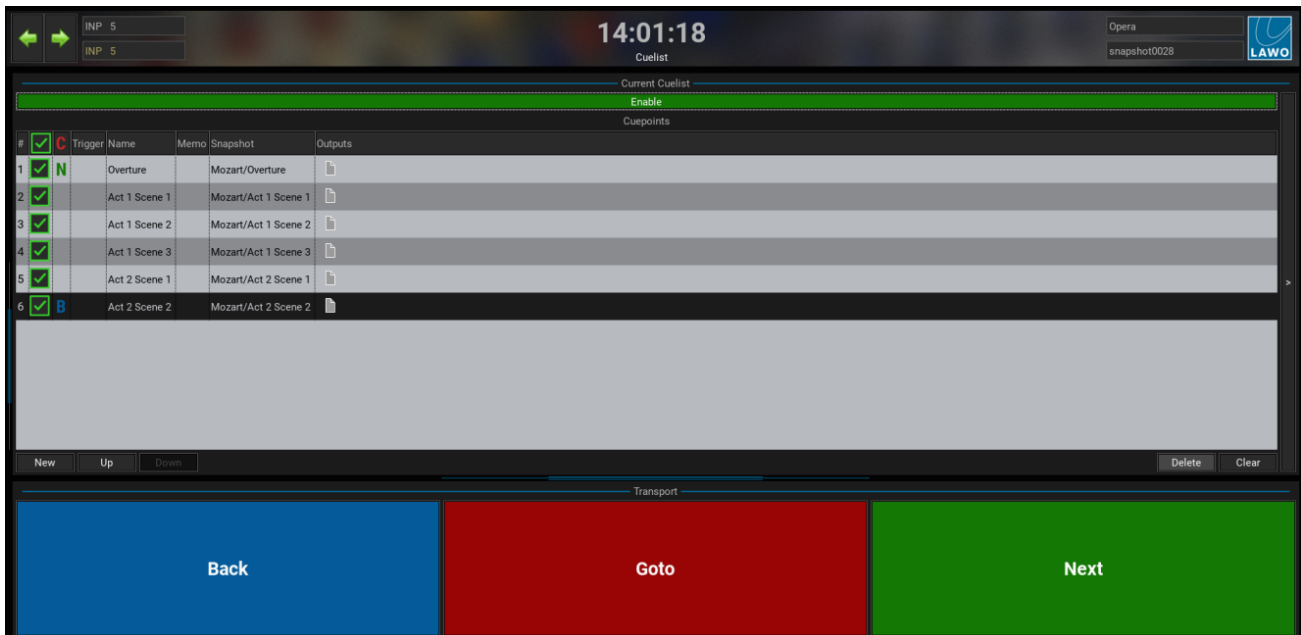 INP 5
INP 5
14:01:18
Cuelist
Opera
snapshot0028
LAWO
Current Cuelist
Enable
Cuepoints
# C Trigger Name Memo Snapshot Outputs
1 N Overture Mozart/Overture
2 Act 1 Scene 1 Mozart/Act 1 Scene 1
3 Act 1 Scene 2 Mozart/Act 1 Scene 2
4 Act 1 Scene 3 Mozart/Act 1 Scene 3
5 Act 2 Scene 1 Mozart/Act 2 Scene 1
6 B Act 2 Scene 2 Mozart/Act 2 Scene 2
>
New Up Down Delete Clear
Transport
Back Goto Next